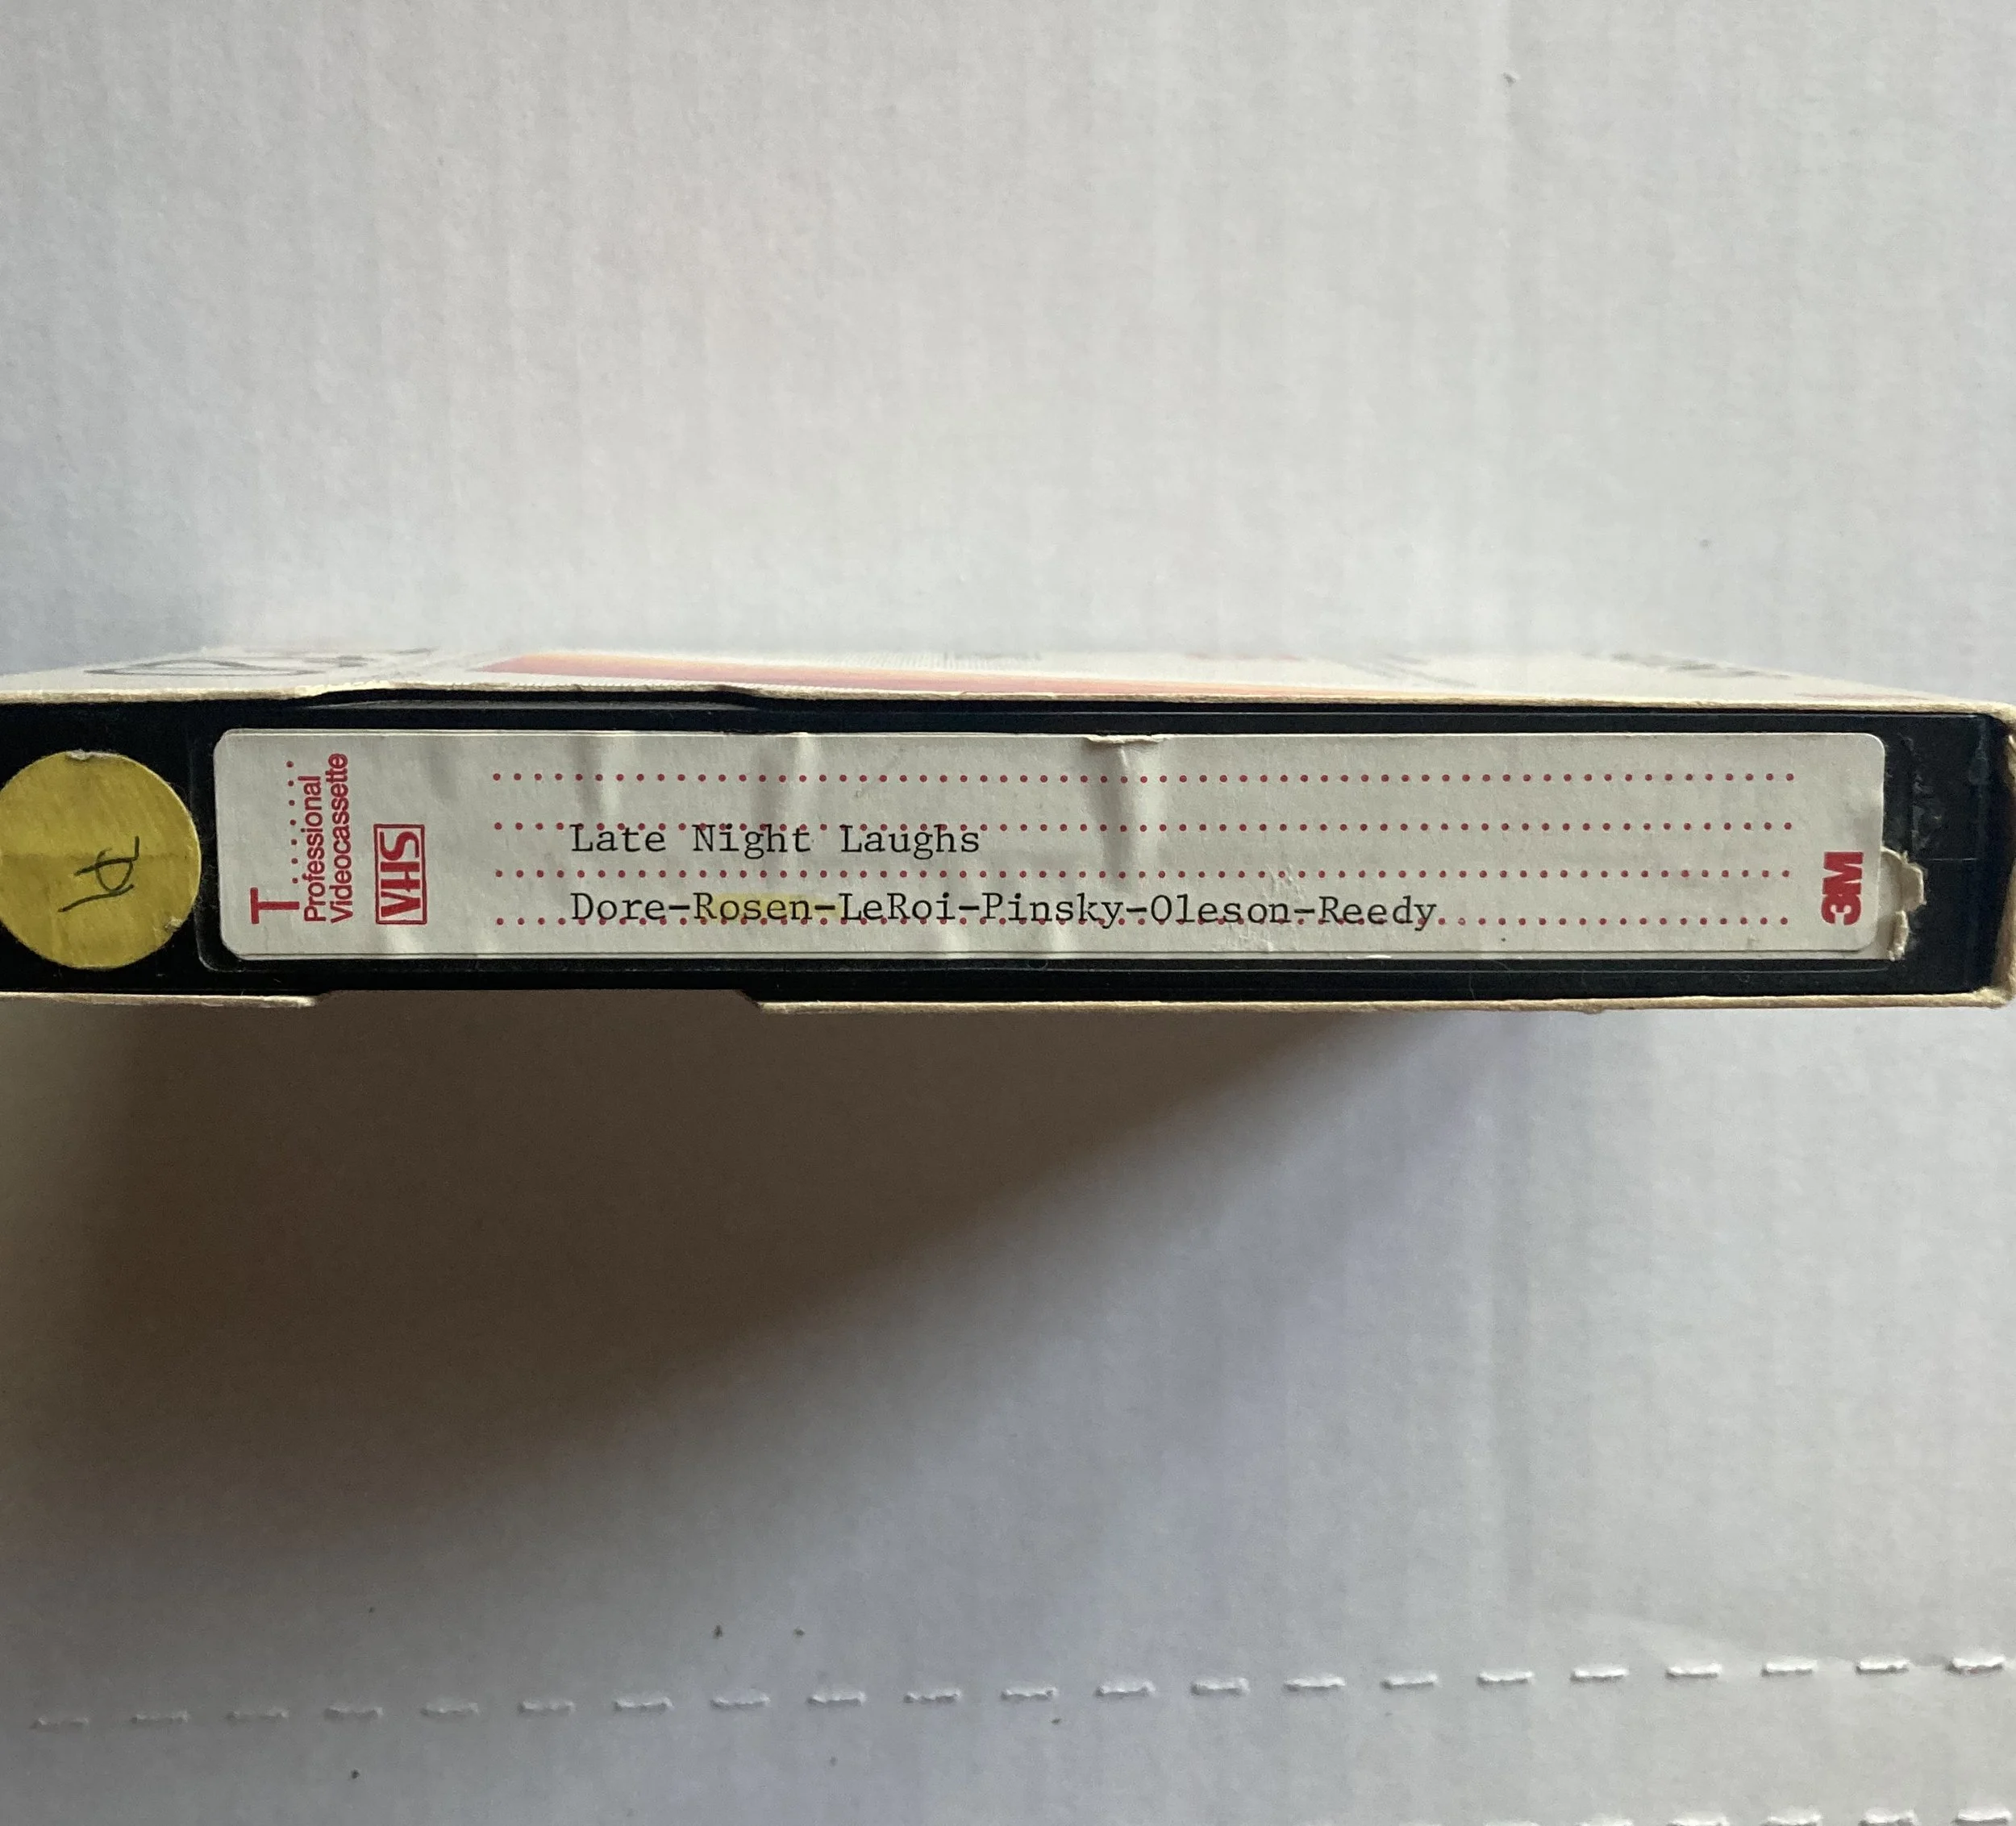 T
Professional
Videocassette
VHS
Late Night Laughs
Dore-Rosen-LeRoi-Pinsky-Oleson-Reedy
3M